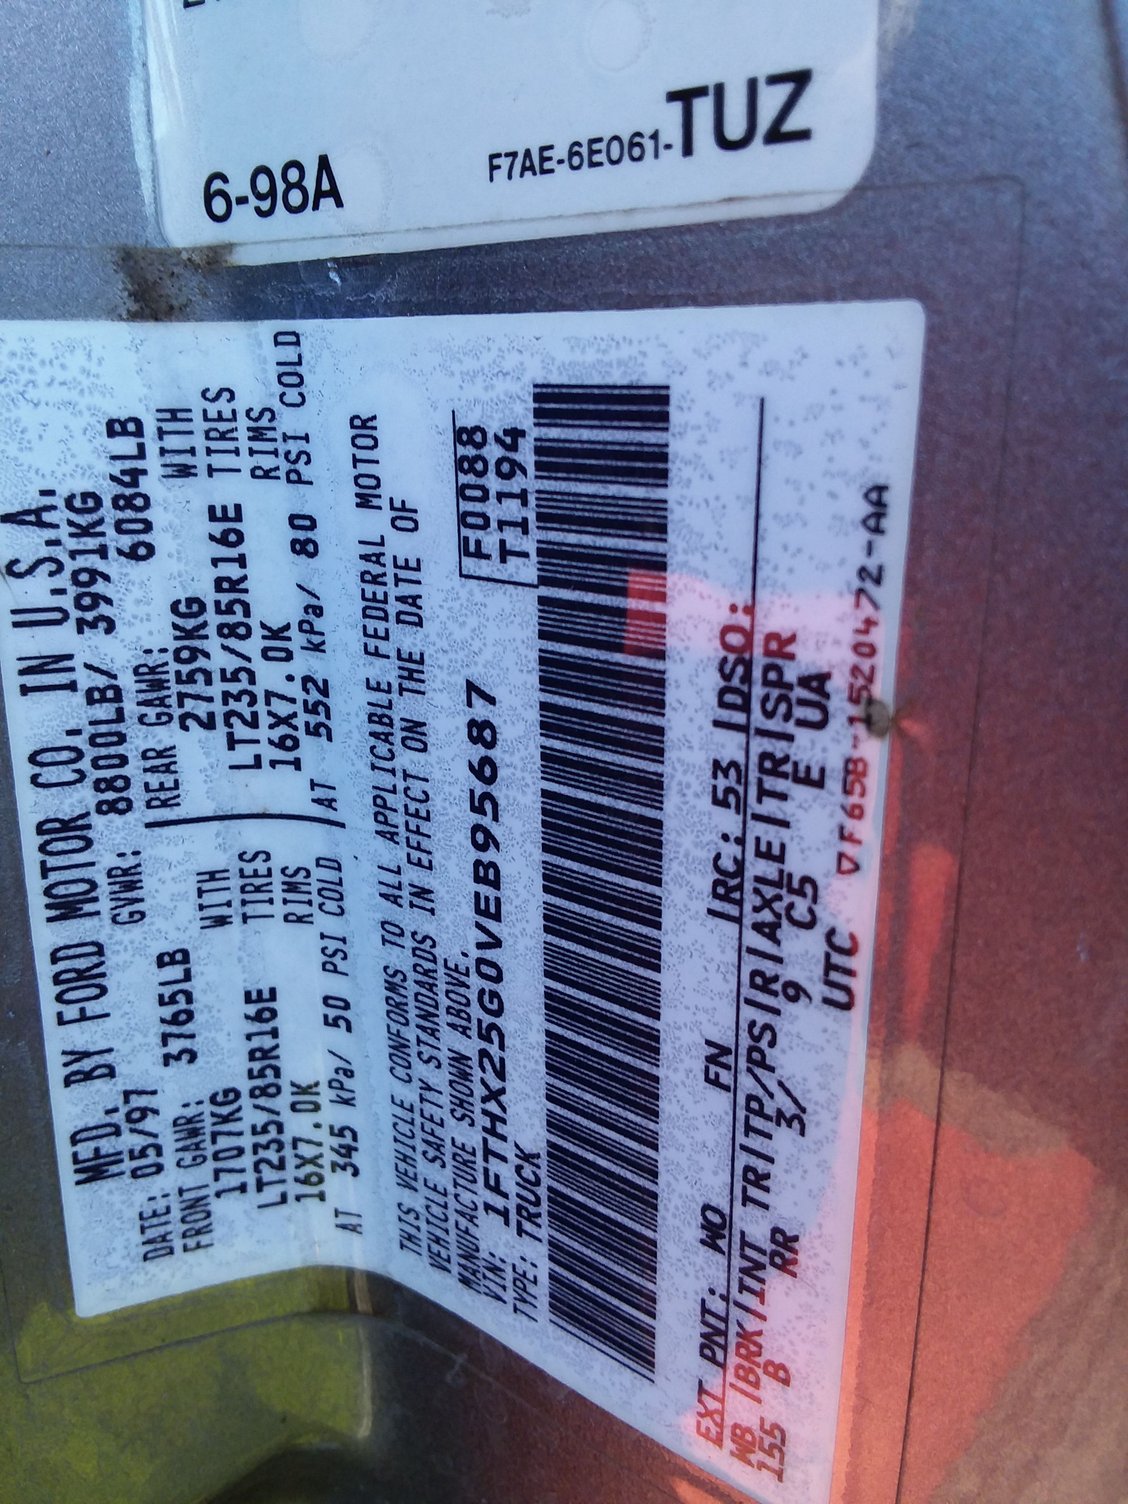 6-98A
F7AE-6E061-TUZ
MFD. BY FORD MOTOR CO. IN U.S.A.
DATE: 05/97 GVWR: 8800LB/ 3991KG
FRONT GAWR: 3765LB REAR GAWR: 6084LB
1707KG WITH 2759KG WITH
LT235/85R16E TIRES LT235/85R16E TIRES
16X7.0K RIMS 16X7.0K RIMS
AT 345 kPa/ 50 PSI COLD AT 552 kPa/ 80 PSI COLD
THIS VEHICLE CONFORMS TO ALL APPLICABLE FEDERAL MOTOR
VEHICLE SAFETY STANDARDS IN EFFECT ON THE DATE OF
MANUFACTURE SHOWN ABOVE.
VIN: 1FTHX25G0VEB95687 F0088
TYPE: TRUCK T1194
EXT PNT: WO FN RC: 53 DSO:
WB BRK INT TR TP/PS R AXLE TR SPR
155 B RR 3/ 9 C5 E UA
UTC ▽F65B-1520472-AA